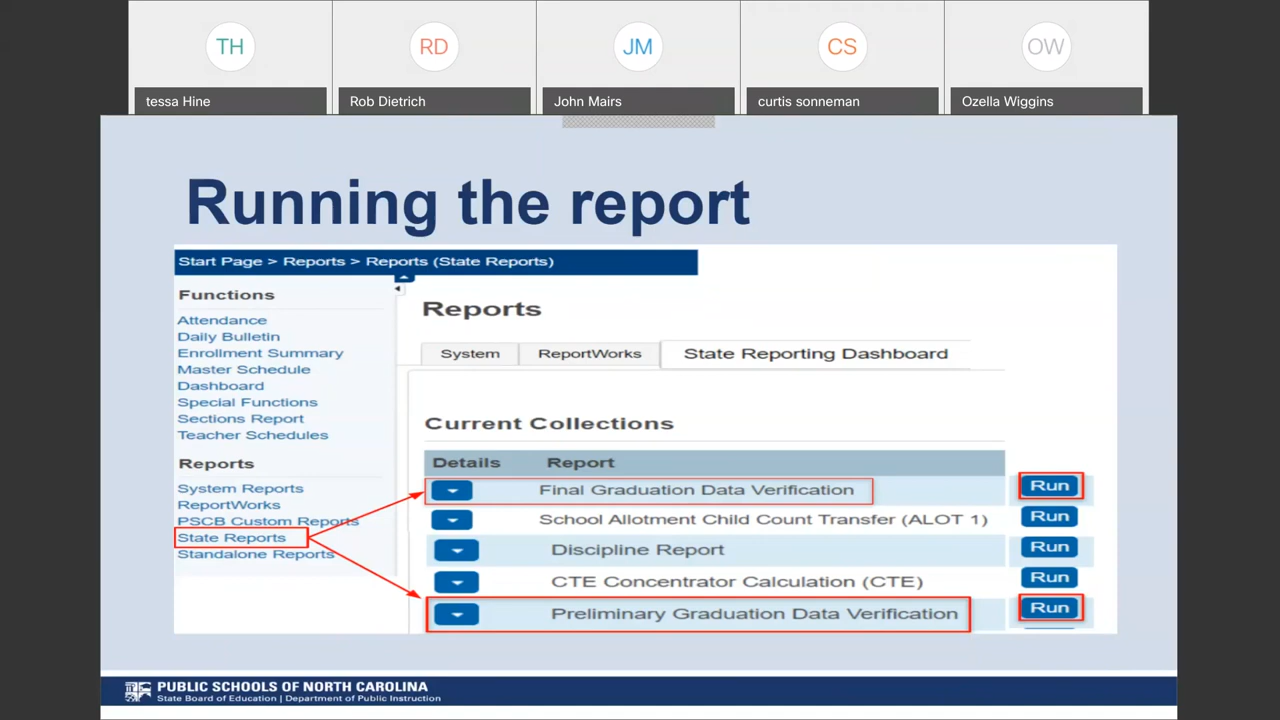 TH
RD
JM
CS
OW
tessa Hine
Rob Dietrich
John Mairs
curtis sonneman
Ozella Wiggins
Running the report
Start Page > Reports > Reports (State Reports)
Functions
Attendance
Daily Bulletin
Enrollment Summary
Master Schedule
Dashboard
Special Functions
Sections Report
Teacher Schedules
Reports
System Reports
ReportWorks
PSCB Custom Reports
State Reports
Standalone Reports
Reports
System
ReportWorks
State Reporting Dashboard
Current Collections
Details Report
Final Graduation Data Verification Run
School Allotment Child Count Transfer (ALOT 1) Run
Discipline Report Run
CTE Concentrator Calculation (CTE) Run
Preliminary Graduation Data Verification Run
PUBLIC SCHOOLS OF NORTH CAROLINA
State Board of Education | Department of Public Instruction